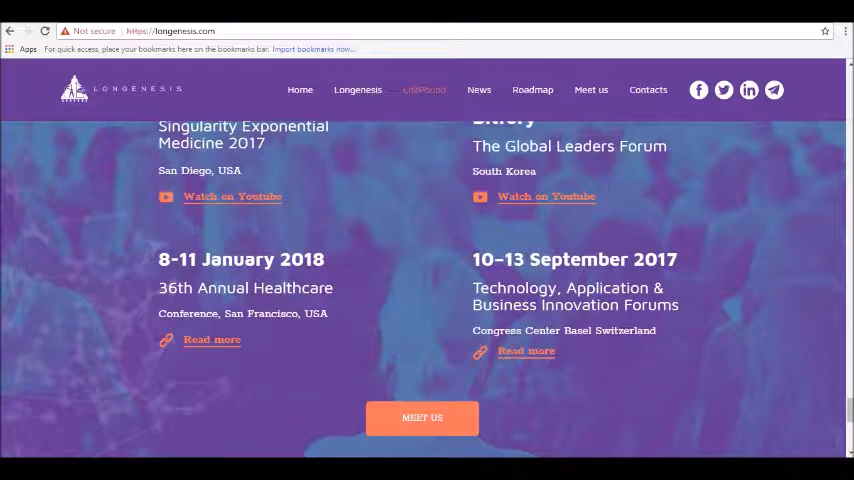 Not secure | https://longenesis.com
Apps For quick access, place your bookmarks here on the bookmarks bar. Import bookmarks now...
LONGENESIS Home Longenesis LifePound News Roadmap Meet us Contacts
Singularity Exponential
Medicine 2017
San Diego, USA
Watch on Youtube
Bitfury
The Global Leaders Forum
South Korea
Watch on Youtube
8-11 January 2018
36th Annual Healthcare
Conference, San Francisco, USA
Read more
10–13 September 2017
Technology, Application &
Business Innovation Forums
Congress Center Basel Switzerland
Read more
MEET US